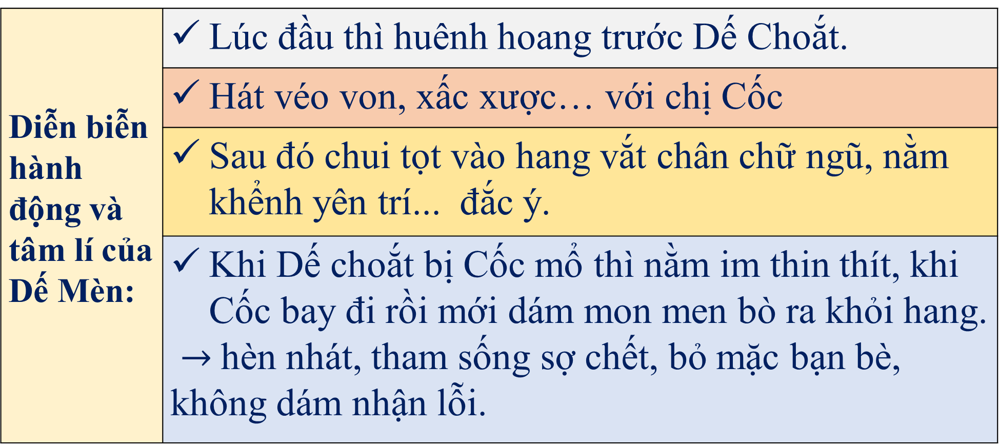 Diễn biễn
hành
động và
tâm lí của
Dế Mèn:
✓ Lúc đầu thì huênh hoang trước Dế Choắt.
✓ Hát véo von, xấc xược… với chị Cốc
✓ Sau đó chui tọt vào hang vắt chân chữ ngũ, nằm
khểnh yên trí... đắc ý.
✓ Khi Dế choắt bị Cốc mổ thì nằm im thin thít, khi
Cốc bay đi rồi mới dám mon men bò ra khỏi hang.
→ hèn nhát, tham sống sợ chết, bỏ mặc bạn bè,
không dám nhận lỗi.